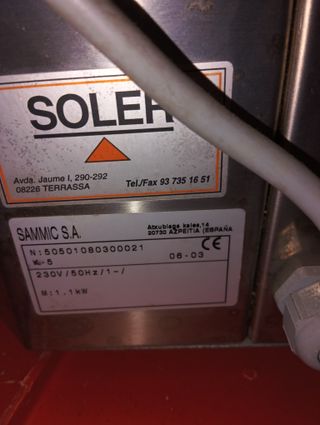 SOLER
Avda. Jaume I, 290-292
08226 TERRASSA
Tel./Fax 93 735 16 51
SAMMIC S.A.
Atxubiaga kalea,14
20730 AZPEITIA (ESPAÑA
N:50501080300021
06-03
CE
-5
230V/50Hz/1~/
M:1.1kW